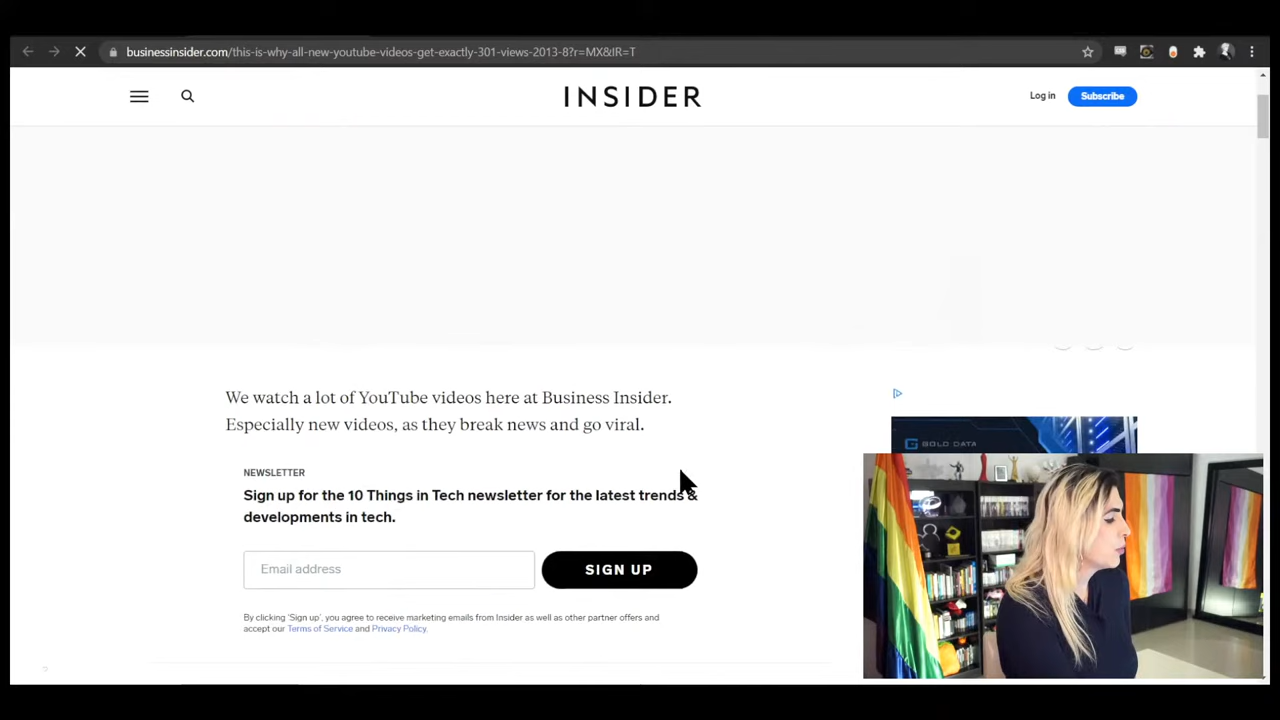 businessinsider.com/this-is-why-all-new-youtube-videos-get-exactly-301-views-2013-8?r=MX&IR=T
INSIDER
Log in
Subscribe
We watch a lot of YouTube videos here at Business Insider.
Especially new videos, as they break news and go viral.
GOLD DATA
NEWSLETTER
Sign up for the 10 Things in Tech newsletter for the latest trends &
developments in tech.
Email address
SIGN UP
By clicking 'Sign up', you agree to receive marketing emails from Insider as well as other partner offers and
accept our Terms of Service and Privacy Policy.